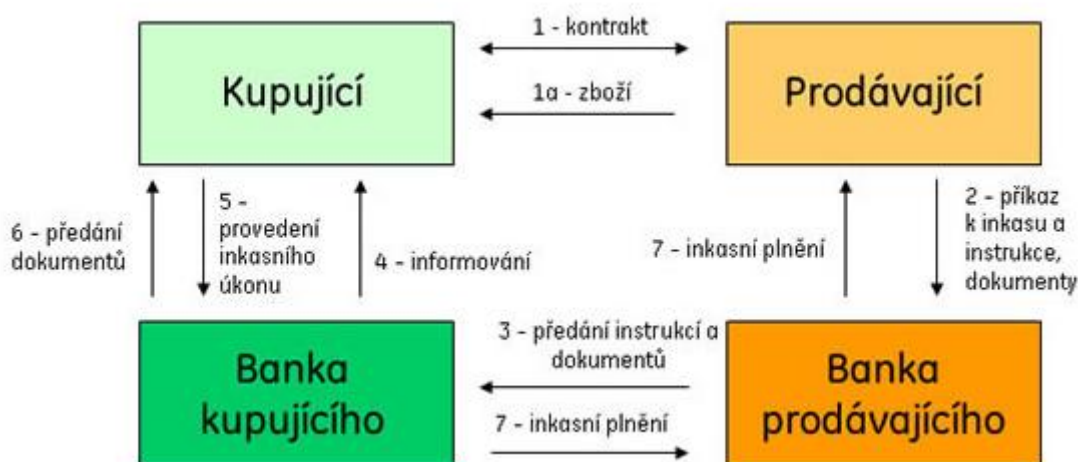 1 - kontrakt
Kupující
Prodávající
1a - zboží
6 - předání
dokumentů
5 -
provedení
inkasního
úkonu
4 - informování
7 - inkasní plnění
2 - příkaz
k inkasu a
instrukce,
dokumenty
Banka
kupujícího
3 - předání instrukcí a
dokumentů
7 - inkasní plnění
Banka
prodávajícího